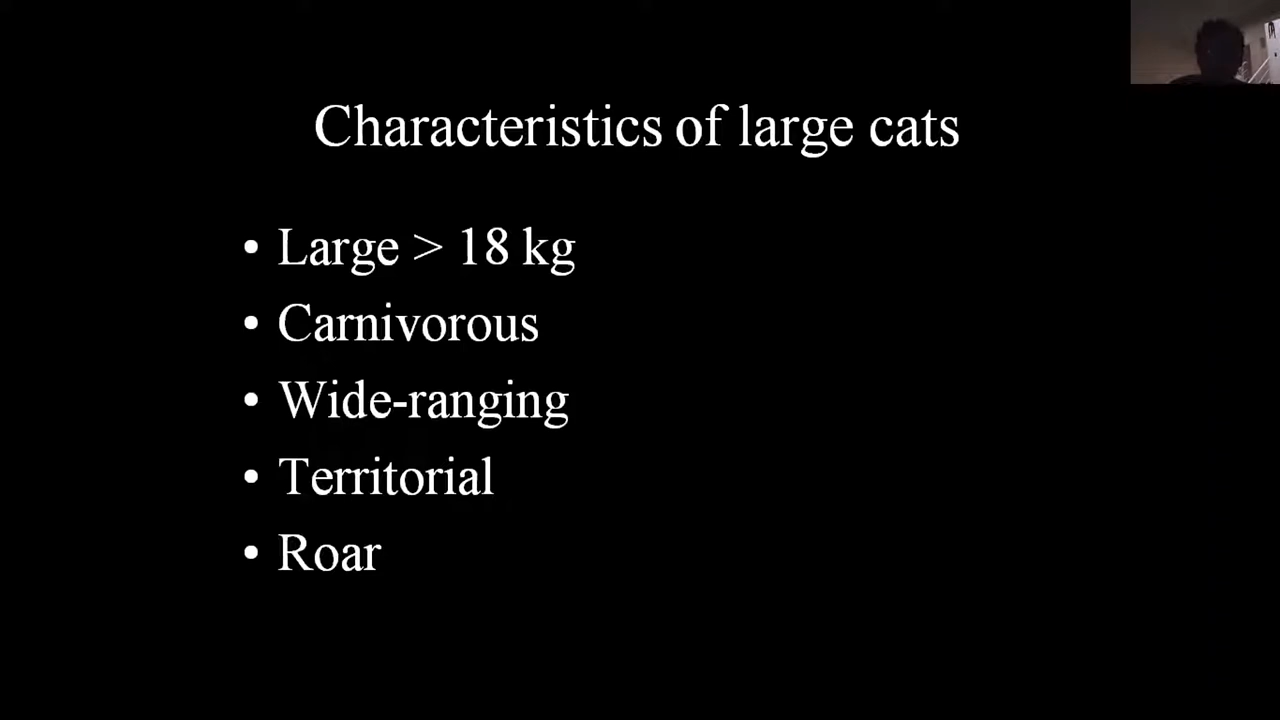 Characteristics of large cats
• Large > 18 kg
• Carnivorous
• Wide-ranging
• Territorial
• Roar